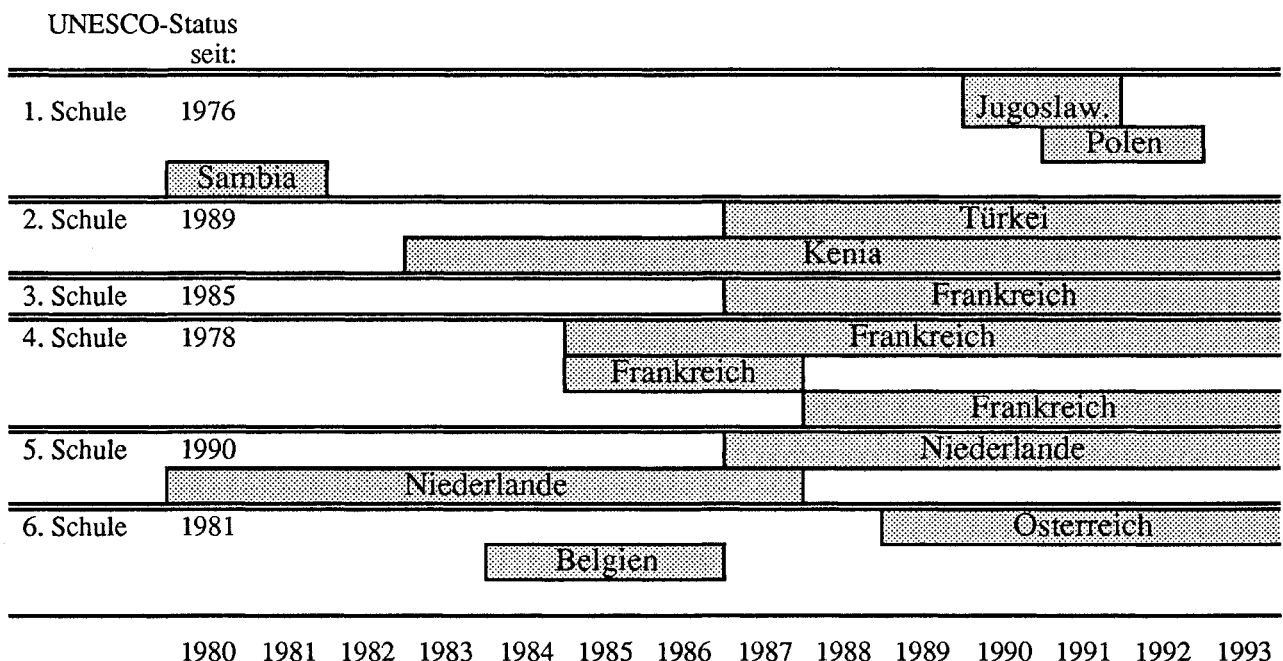 UNESCO-Status
seit:
1. Schule 1976 Jugoslaw.
Polen
Sambia
2. Schule 1989 Türkei
Kenia
3. Schule 1985 Frankreich
4. Schule 1978 Frankreich
Frankreich
Frankreich
5. Schule 1990 Niederlande
Niederlande
6. Schule 1981 Österreich
Belgien
1980 1981 1982 1983 1984 1985 1986 1987 1988 1989 1990 1991 1992 1993